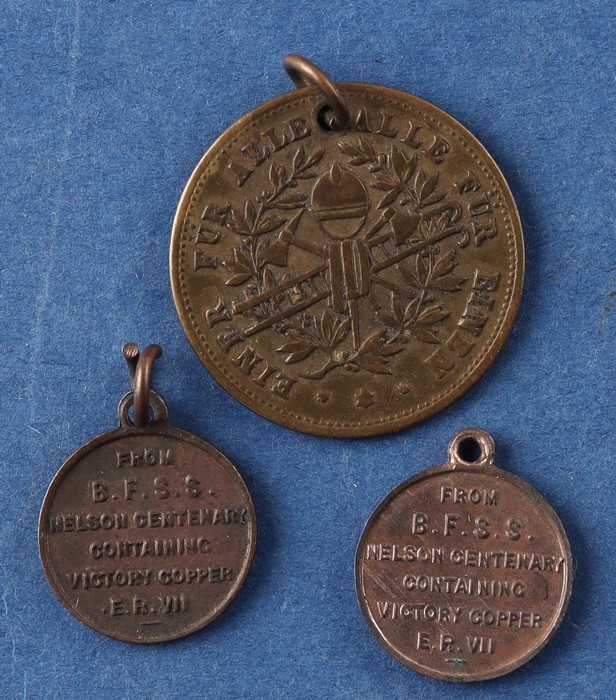 EINER FÜR ALLE ALLE FÜR EINEN
FROM
B.F.S.S.
NELSON CENTENARY
CONTAINING
VICTORY COPPER
E.R.VII
FROM
B.F.S.S.
NELSON CENTENARY
CONTAINING
VICTORY COPPER
E.R.VII